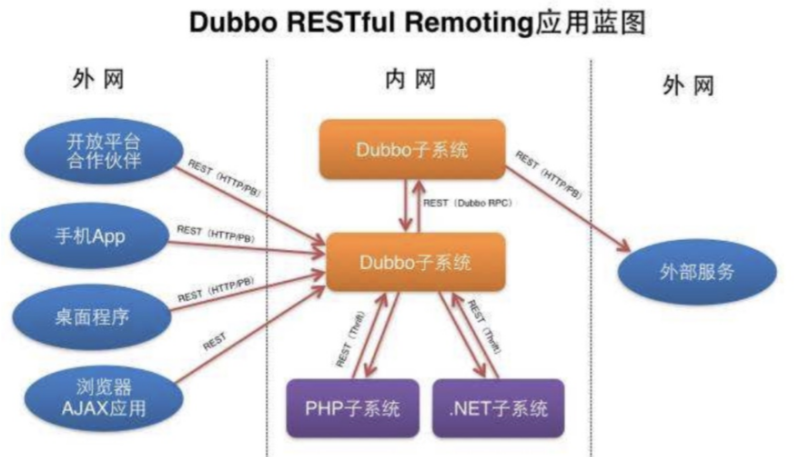 Dubbo RESTful Remoting应用蓝图
外 网
内 网
外 网
开放平台
合作伙伴
REST（HTTP/PB）
手机App
REST（HTTP/PB）
桌面程序
REST（HTTP/PB）
浏览器
AJAX应用
REST
Dubbo子系统
REST（Dubbo RPC）
Dubbo子系统
REST（Thrift）
REST（Thrift）
PHP子系统
.NET子系统
REST（HTTP/PB）
外部服务